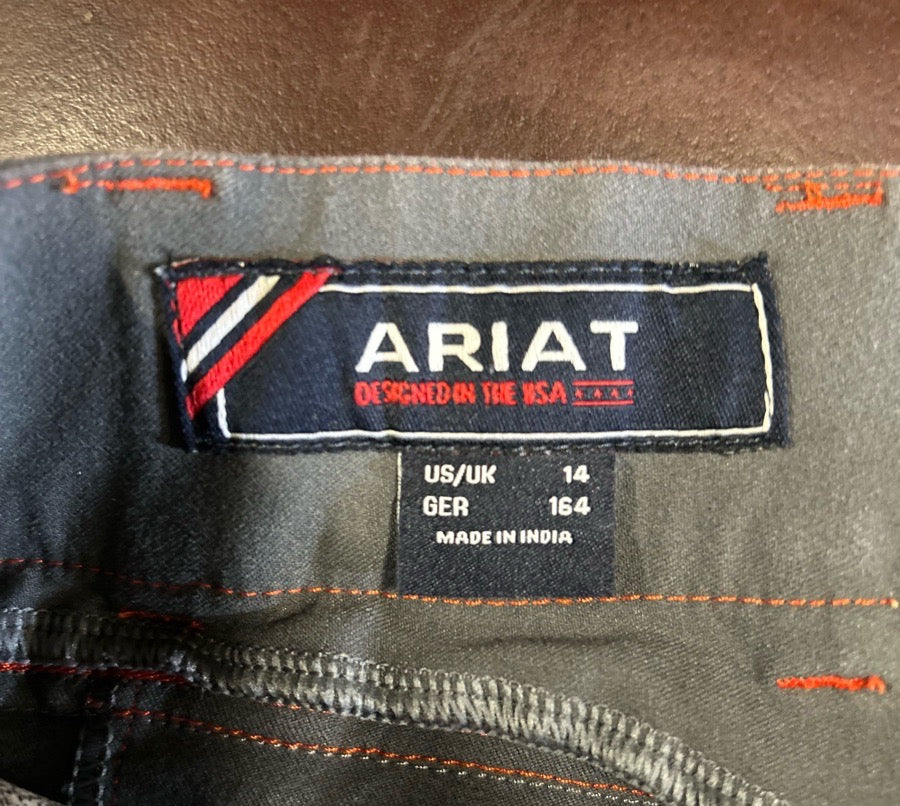 ARIAT
DESIGNED IN THE USA
US/UK 14
GER 164
MADE IN INDIA